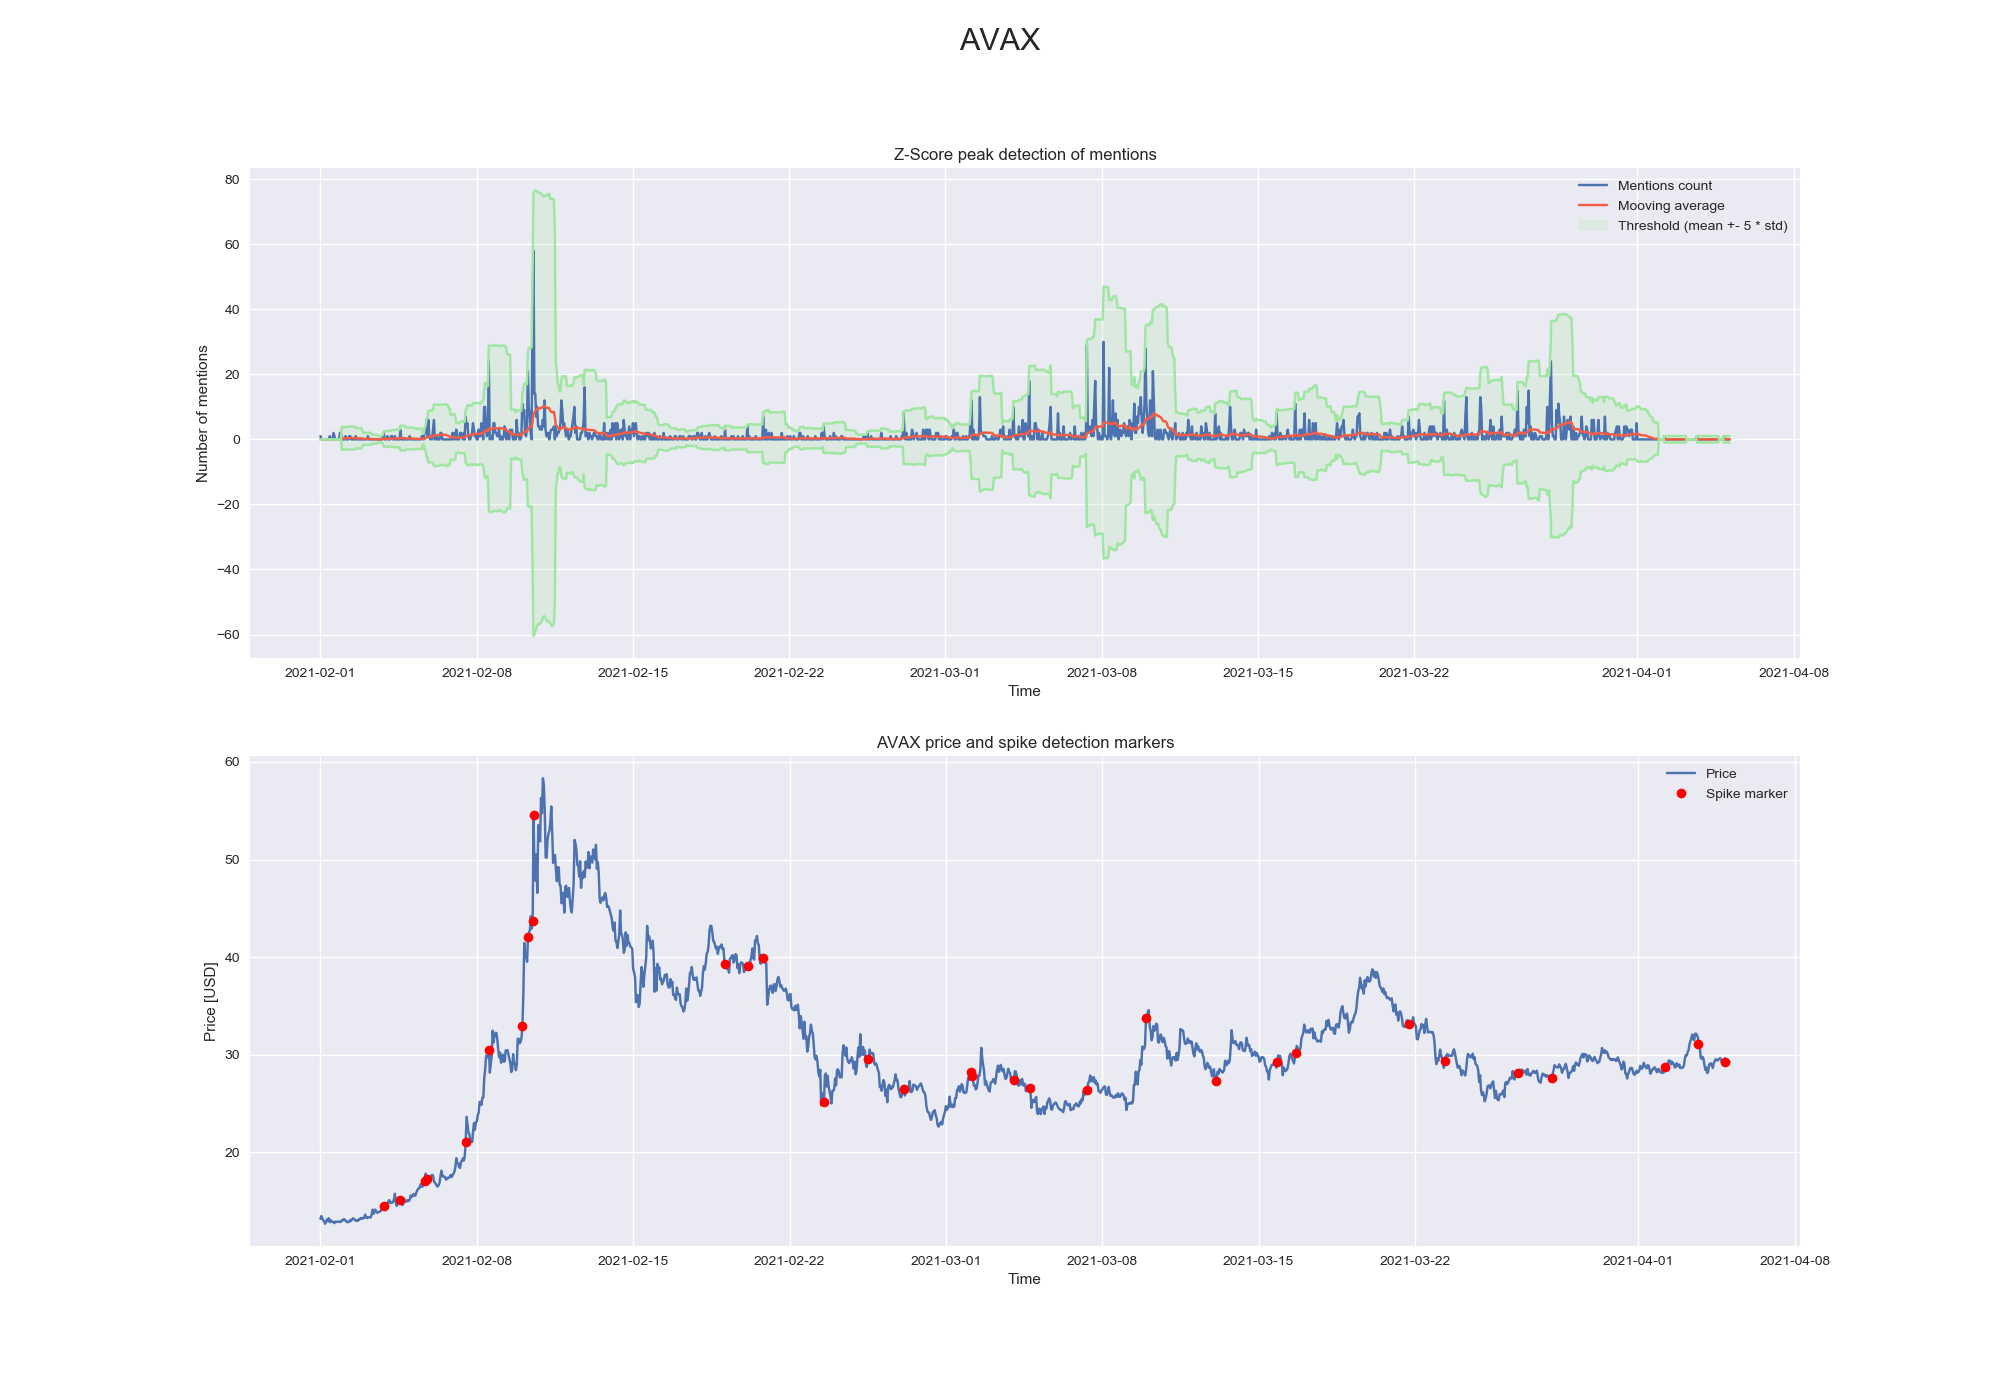 AVAX
Z-Score peak detection of mentions
80
60
40
20
0
−20
−40
−60
Number of mentions
Mentions count
Mooving average
Threshold (mean +- 5 * std)
2021-02-01 2021-02-08 2021-02-15 2021-02-22 2021-03-01 2021-03-08 2021-03-15 2021-03-22 2021-04-01 2021-04-08
Time
AVAX price and spike detection markers
60
50
40
30
20
Price [USD]
Price
Spike marker
2021-02-01 2021-02-08 2021-02-15 2021-02-22 2021-03-01 2021-03-08 2021-03-15 2021-03-22 2021-04-01 2021-04-08
Time